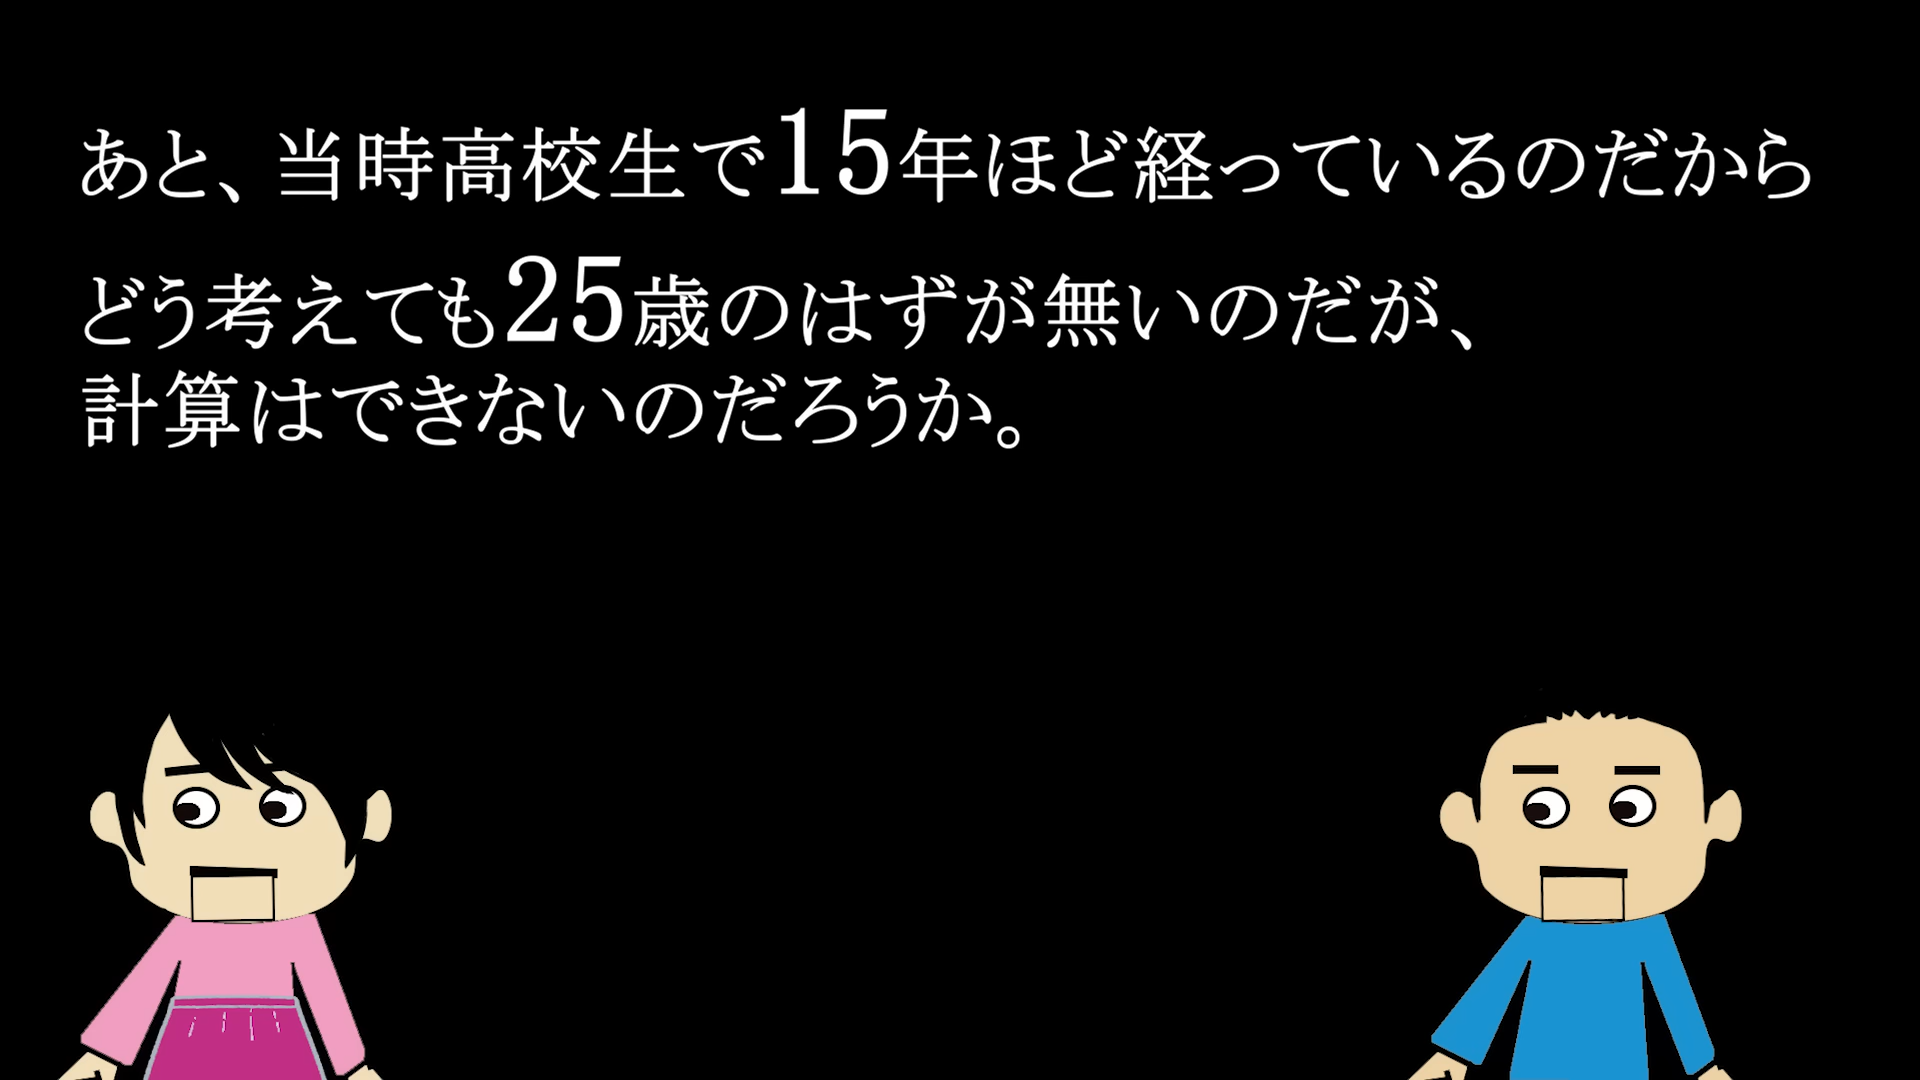 あと、当時高校生で15年ほど経っているのだから
どう考えても25歳のはずが無いのだが、
計算はできないのだろうか。